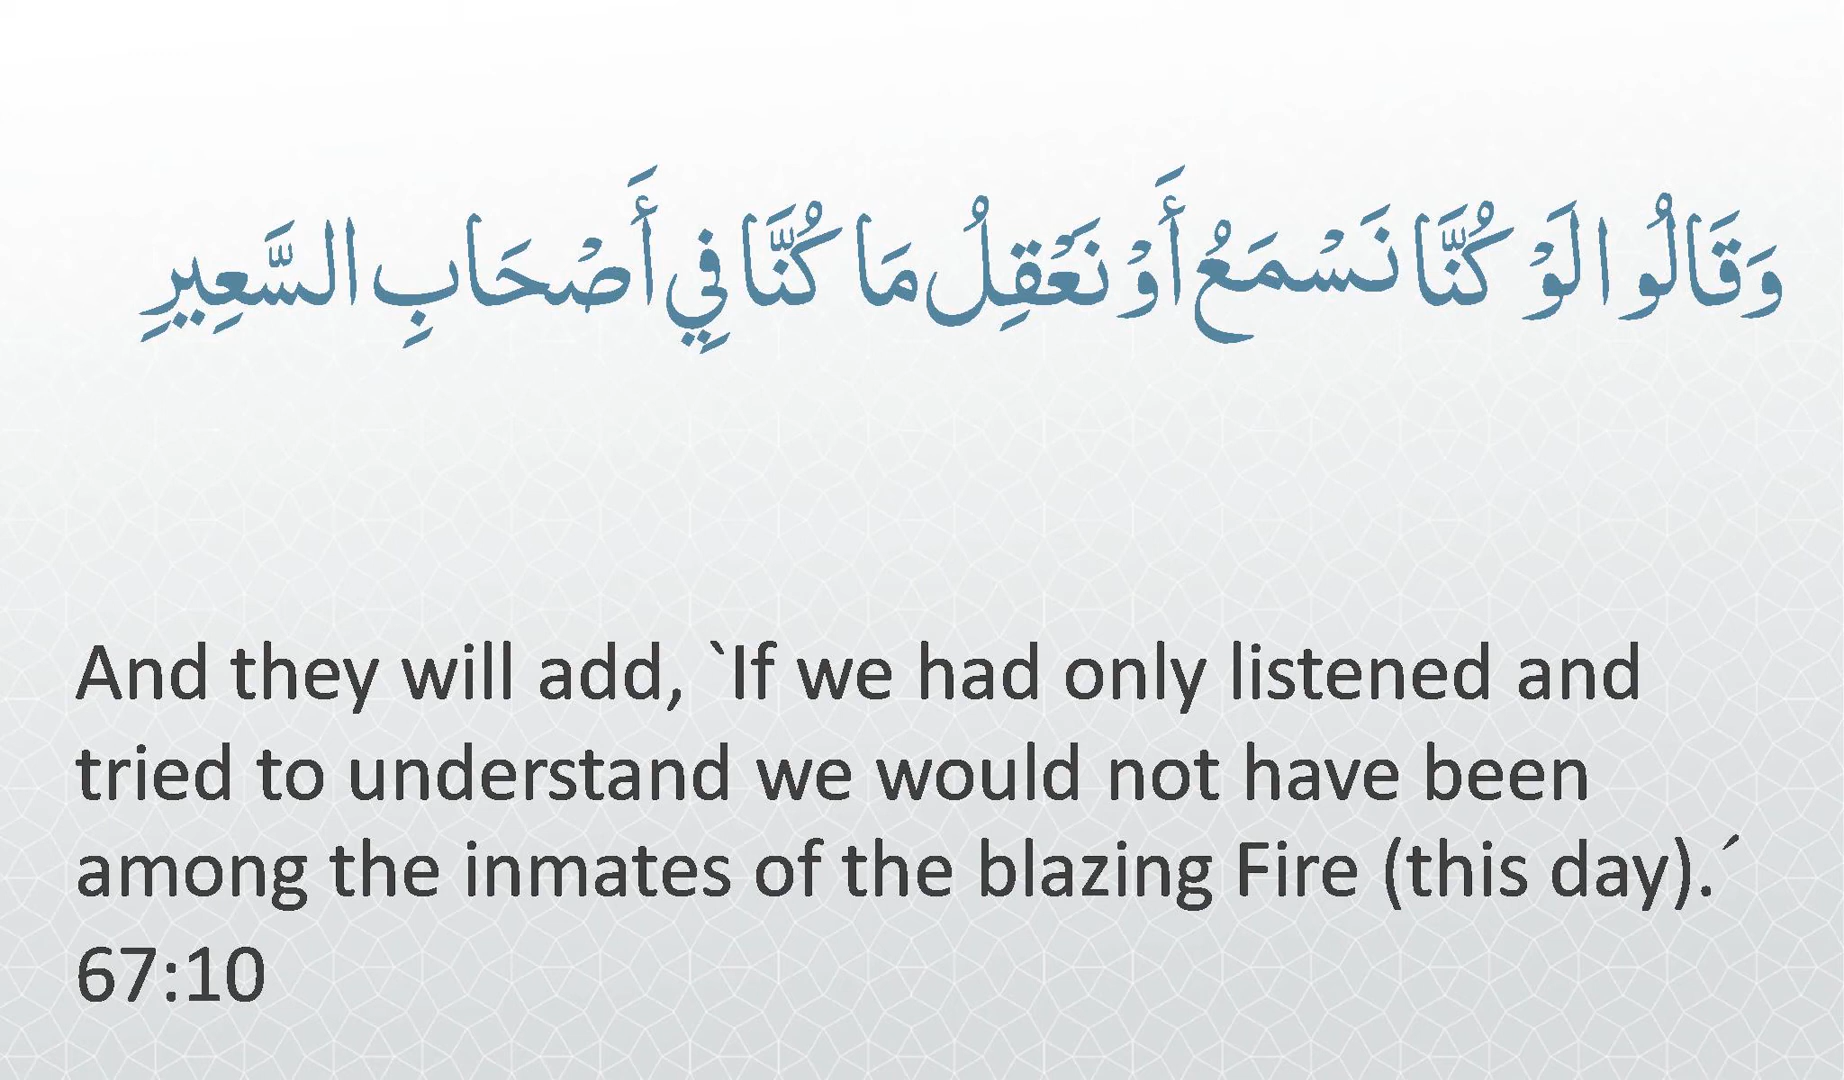 وَقَالُوا لَوْ كُنَّا نَسْمَعُ أَوْ نَعْقِلُ مَا كُنَّا فِي أَصْحَابِ السَّعِيرِ
And they will add, `If we had only listened and
tried to understand we would not have been
among the inmates of the blazing Fire (this day).´
67:10